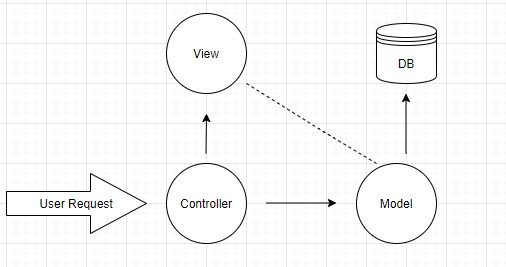 View
DB
User Request
Controller
Model